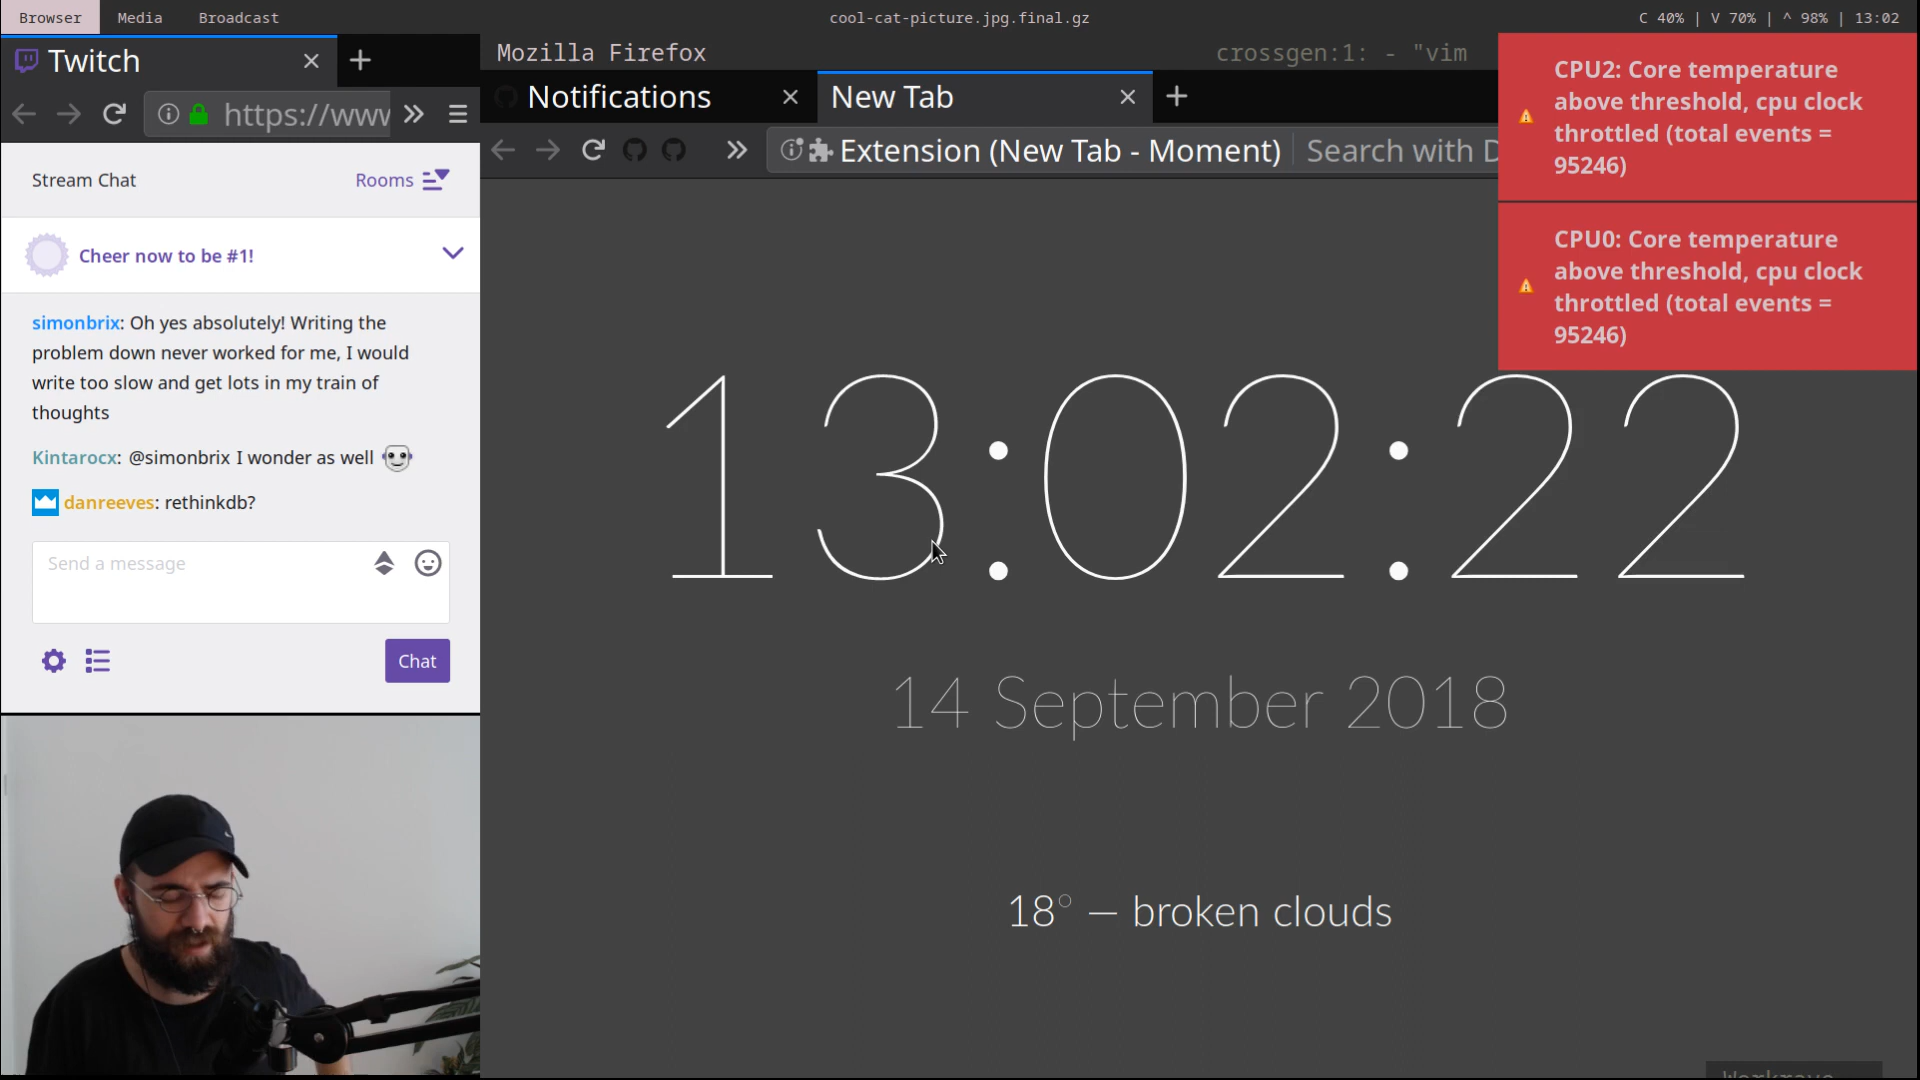 Browser Media Broadcast
cool-cat-picture.jpg.final.gz
C 40% | V 70% | ^ 98% | 13:02
Twitch
https://www
Stream Chat
Rooms
Cheer now to be #1!
simonbrix: Oh yes absolutely! Writing the
problem down never worked for me, I would
write too slow and get lots in my train of
thoughts
Kintarocx: @simonbrix I wonder as well
danreeves: rethinkdb?
Send a message
Chat
Mozilla Firefox
crossgen:1: - "vim
Notifications
New Tab
Extension (New Tab - Moment)
Search with D
CPU2: Core temperature
above threshold, cpu clock
throttled (total events =
95246)
CPU0: Core temperature
above threshold, cpu clock
throttled (total events =
95246)
13:02:22
14 September 2018
18° — broken clouds